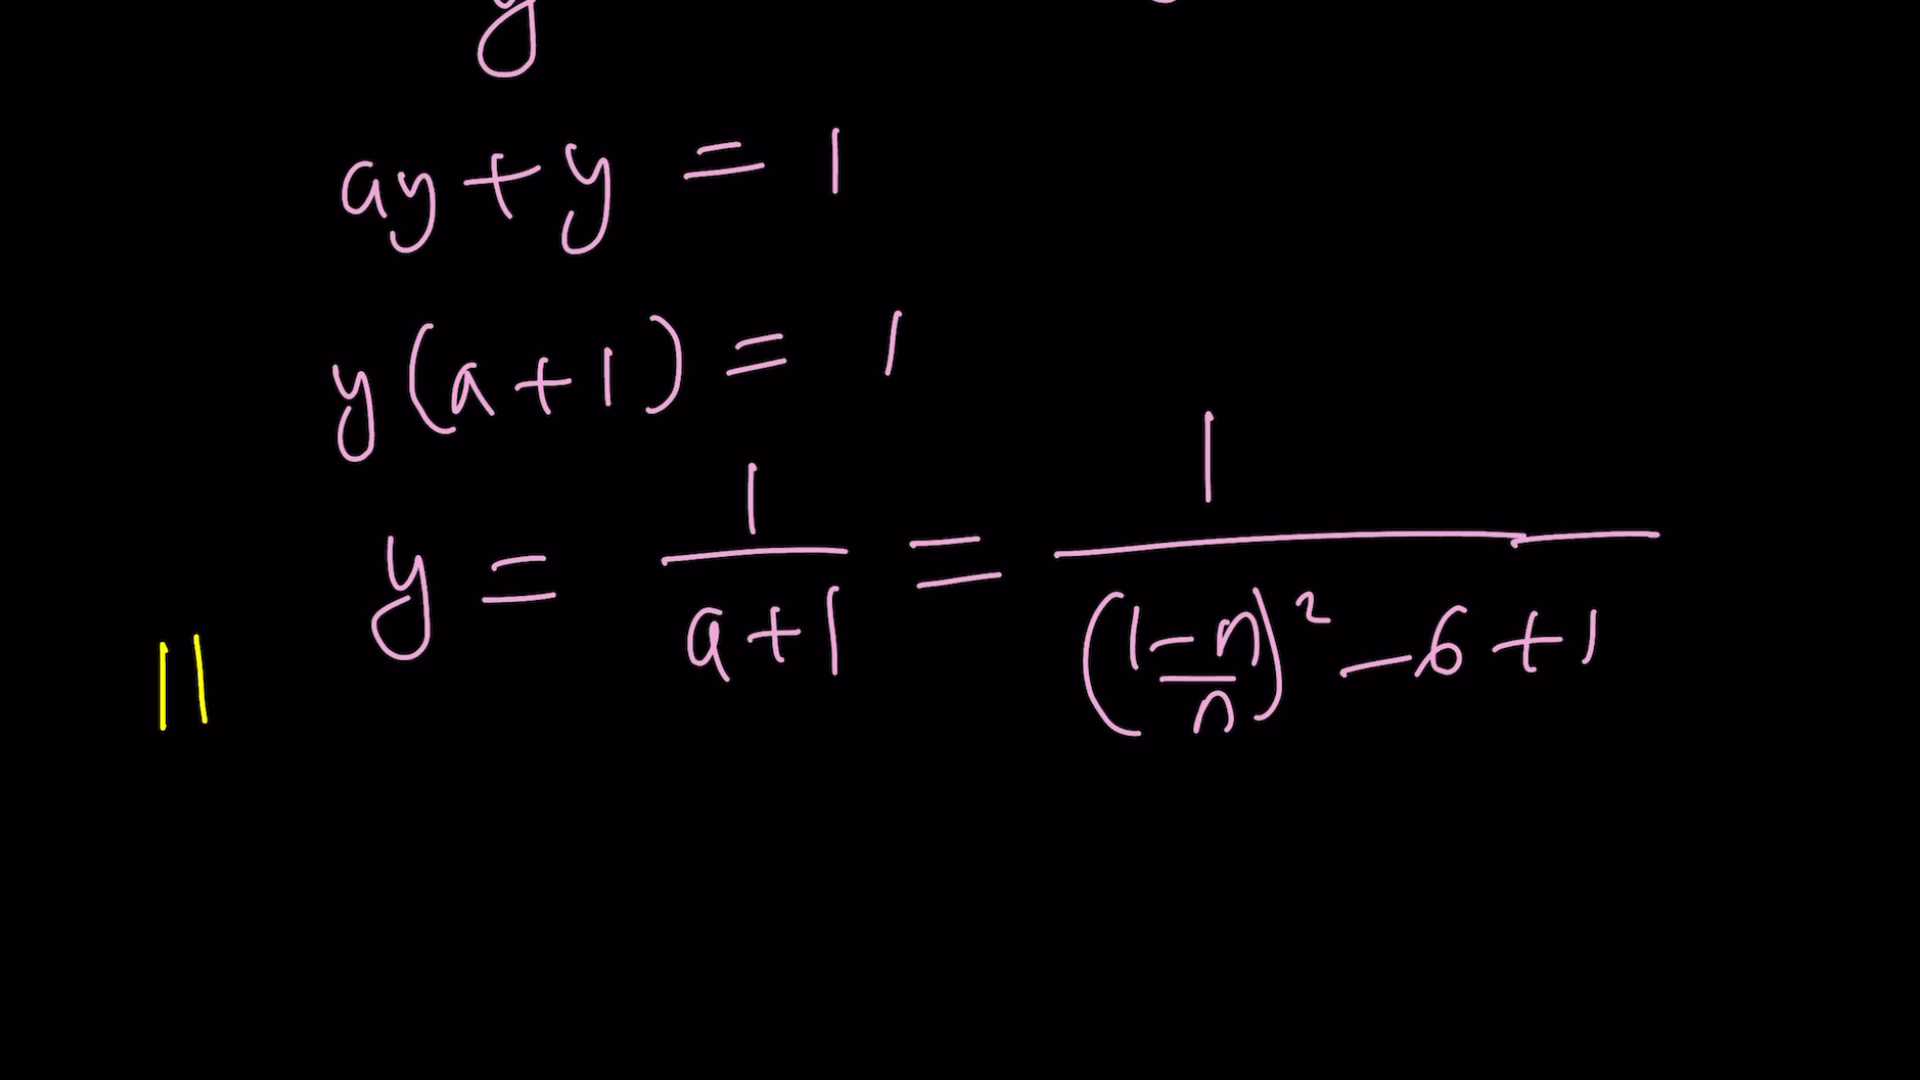 y
ay + y = 1
y(a + 1) = 1
y = 1/(a+1) = 1/(((1-n)/n)² - 6 + 1)
11